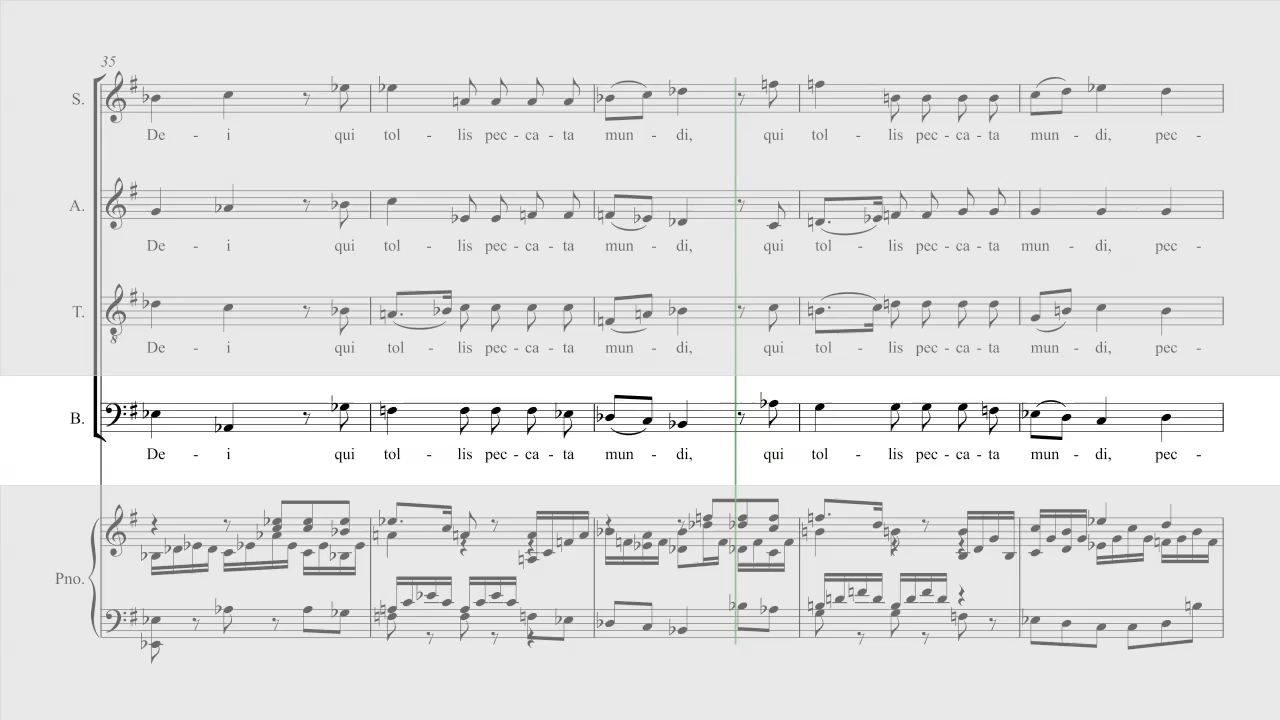 35
S.
De - i qui tol - lis pec - ca - ta mun - di, qui tol - lis pec - ca - ta mun - di, pec -
A.
De - i qui tol - lis pec - ca - ta mun - di, qui tol - lis pec - ca - ta mun - di, pec -
T.
De - i qui tol - lis pec - ca - ta mun - di, qui tol - lis pec - ca - ta mun - di, pec -
B.
De - i qui tol - lis pec - ca - ta mun - di, qui tol - lis pec - ca - ta mun - di, pec -
Pno.